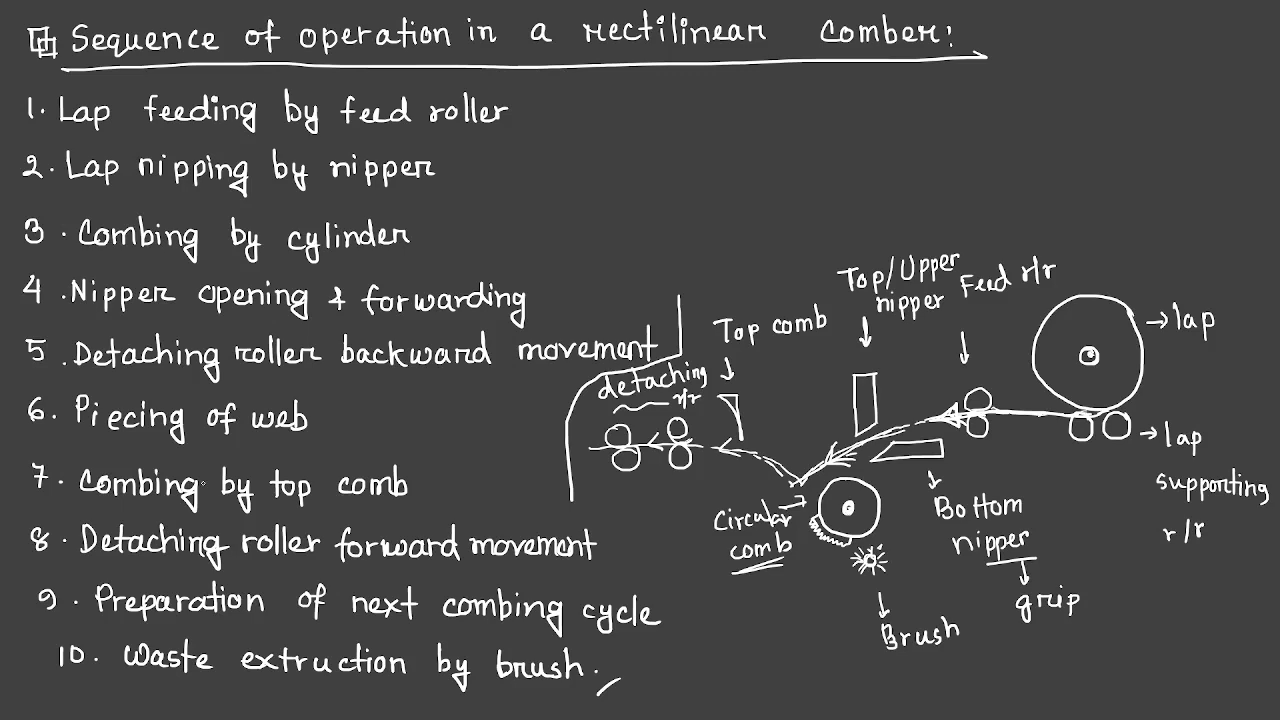 Sequence of operation in a rectilinear comber:
1. Lap feeding by feed roller
2. Lap nipping by nipper
3. Combing by cylinder
4. Nipper opening & forwarding
5. Detaching roller backward movement
6. Piecing of web
7. Combing by top comb
8. Detaching roller forward movement
9. Preparation of next combing cycle
10. Waste extruction by brush.
detaching
r/r
Top comb
Top/Upper
nipper
Feed r/r
lap
lap
supporting
r/r
Circular
comb
Bottom
nipper
grip
Brush